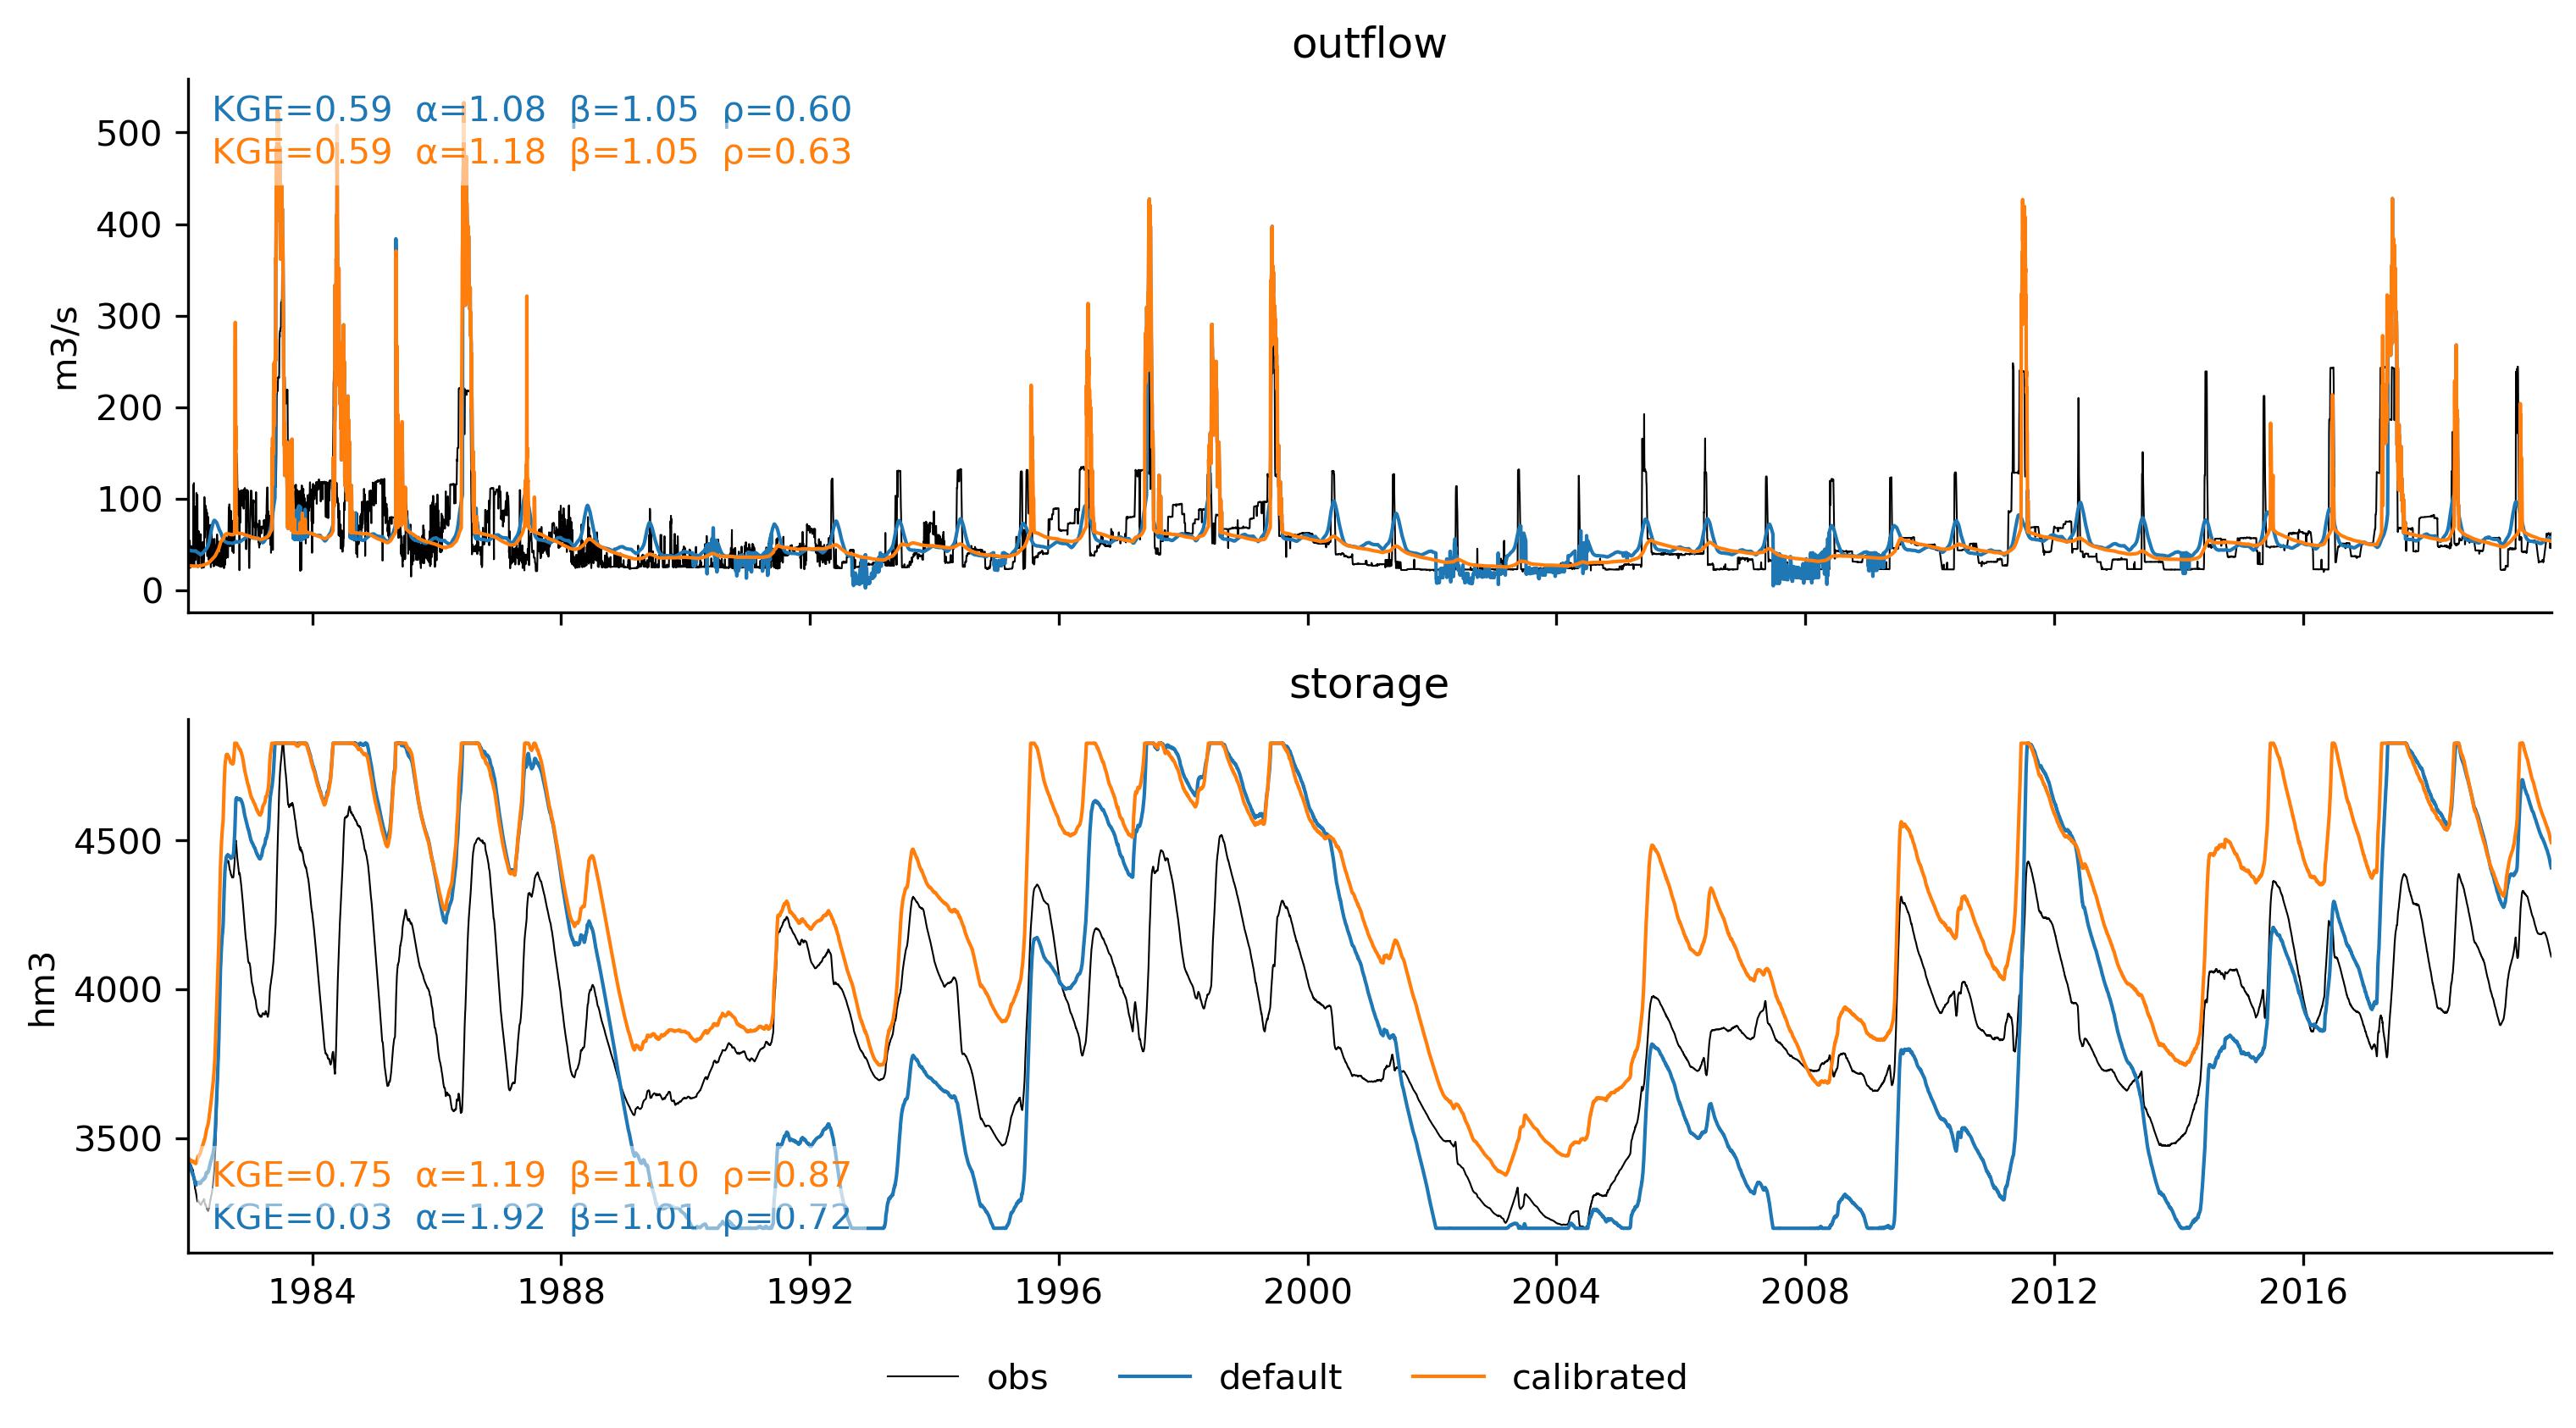 outflow
KGE=0.59 α=1.08 β=1.05 ρ=0.60
KGE=0.59 α=1.18 β=1.05 ρ=0.63
500
400
300
200
100
0
m3/s
storage
4500
4000
3500
hm3
KGE=0.75 α=1.19 β=1.10 ρ=0.87
KGE=0.03 α=1.92 β=1.01 ρ=0.72
1984 1988 1992 1996 2000 2004 2008 2012 2016
obs default calibrated